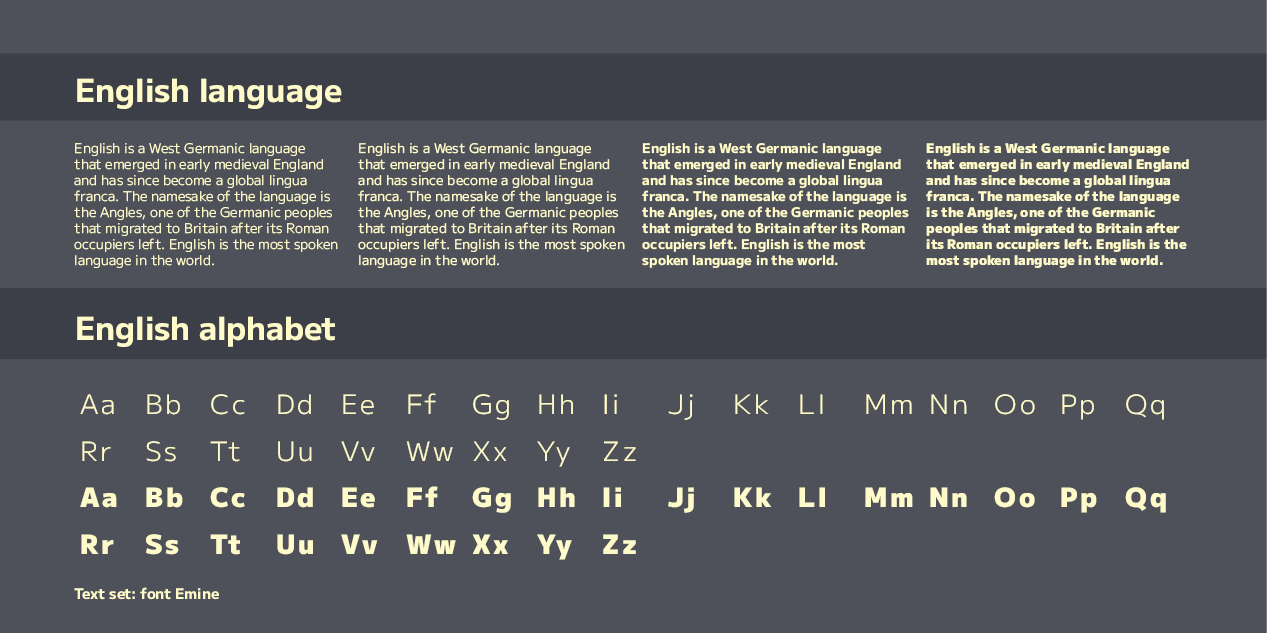 English language
English is a West Germanic language
that emerged in early medieval England
and has since become a global lingua
franca. The namesake of the language is
the Angles, one of the Germanic peoples
that migrated to Britain after its Roman
occupiers left. English is the most spoken
language in the world.
English is a West Germanic language
that emerged in early medieval England
and has since become a global lingua
franca. The namesake of the language is
the Angles, one of the Germanic peoples
that migrated to Britain after its Roman
occupiers left. English is the most spoken
language in the world.
English is a West Germanic language
that emerged in early medieval England
and has since become a global lingua
franca. The namesake of the language is
the Angles, one of the Germanic peoples
that migrated to Britain after its Roman
occupiers left. English is the most
spoken language in the world.
English is a West Germanic language
that emerged in early medieval England
and has since become a global lingua
franca. The namesake of the language
is the Angles, one of the Germanic
peoples that migrated to Britain after
its Roman occupiers left. English is the
most spoken language in the world.
English alphabet
Aa Bb Cc Dd Ee Ff Gg Hh Ii Jj Kk Ll Mm Nn Oo Pp Qq
Rr Ss Tt Uu Vv Ww Xx Yy Zz
Aa Bb Cc Dd Ee Ff Gg Hh Ii Jj Kk Ll Mm Nn Oo Pp Qq
Rr Ss Tt Uu Vv Ww Xx Yy Zz
Text set: font Emine